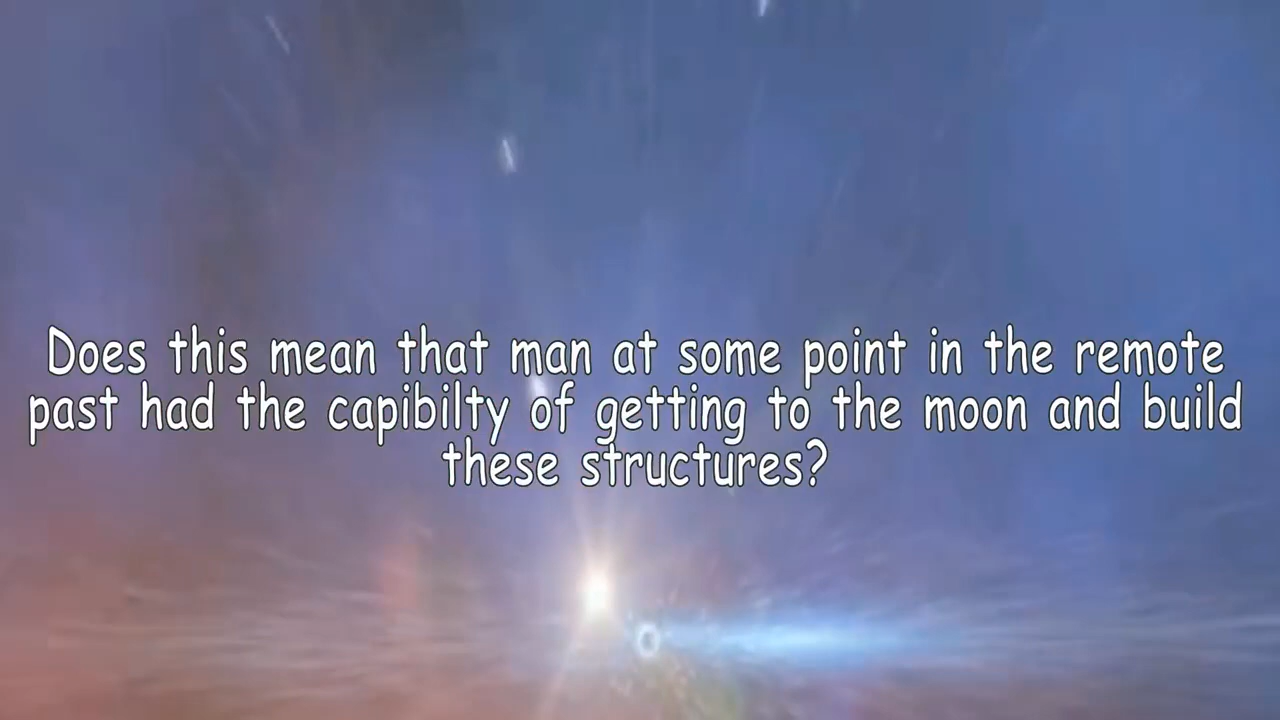 Does this mean that man at some point in the remote
past had the capibilty of getting to the moon and build
these structures?